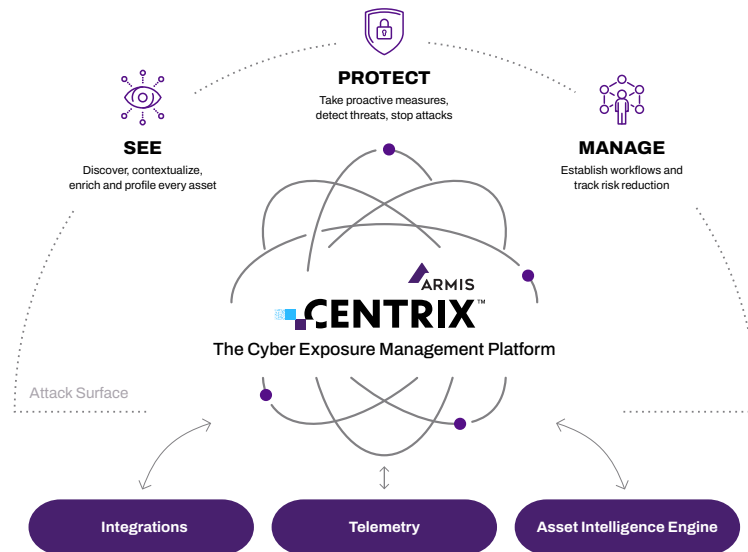 PROTECT
Take proactive measures,
detect threats, stop attacks
SEE
Discover, contextualize,
enrich and profile every asset
MANAGE
Establish workflows and
track risk reduction
ARMIS
CENTRIX™
The Cyber Exposure Management Platform
Attack Surface
Integrations
Telemetry
Asset Intelligence Engine